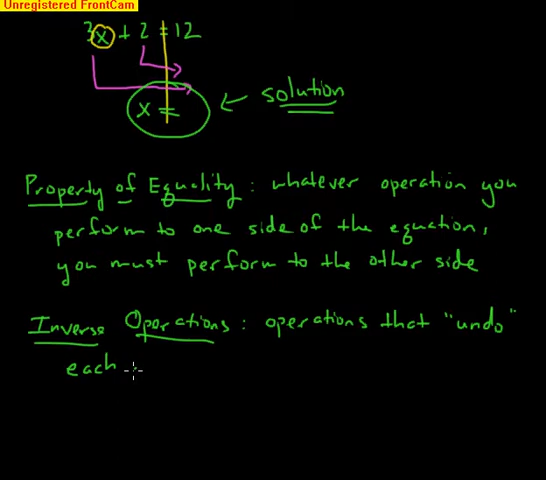 Unregistered FrontCam
3x + 2 = 12
x =
solution
Property of Equality : whatever operation you
perform to one side of the equation,
you must perform to the other side
Inverse Operations : operations that "undo"
each